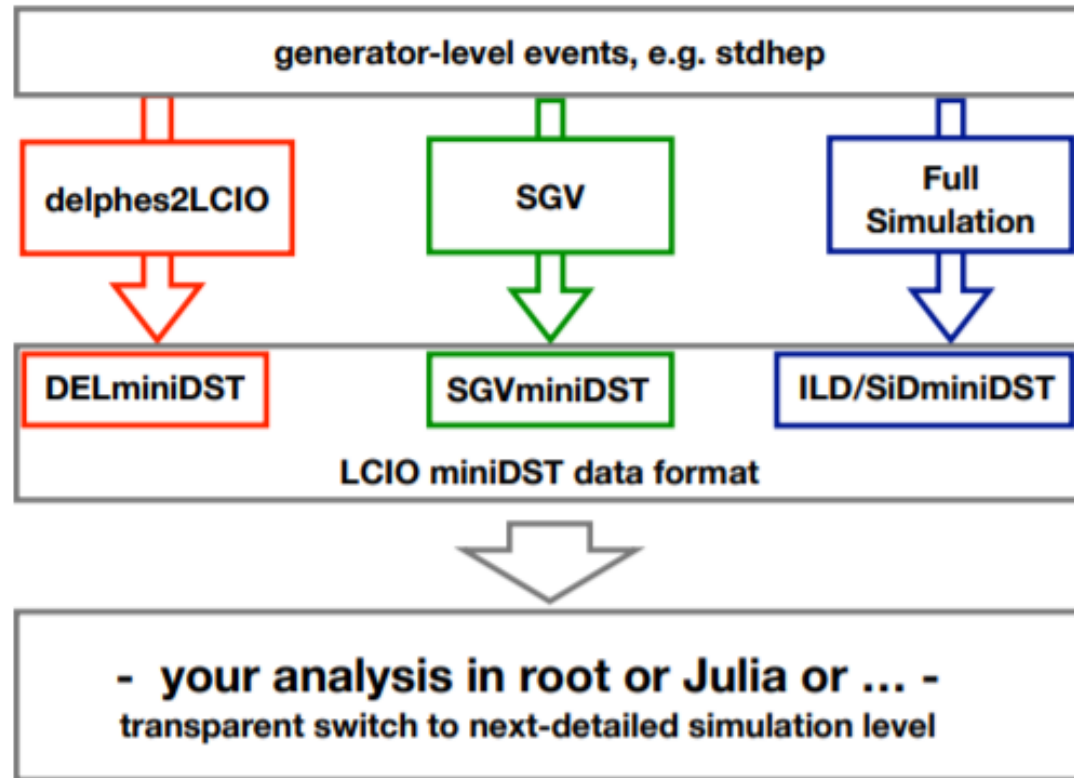 generator-level events, e.g. stdhep
delphes2LCIO
SGV
Full
Simulation
DELminiDST
SGVminiDST
ILD/SiDminiDST
LCIO miniDST data format
- your analysis in root or Julia or ... -
transparent switch to next-detailed simulation level